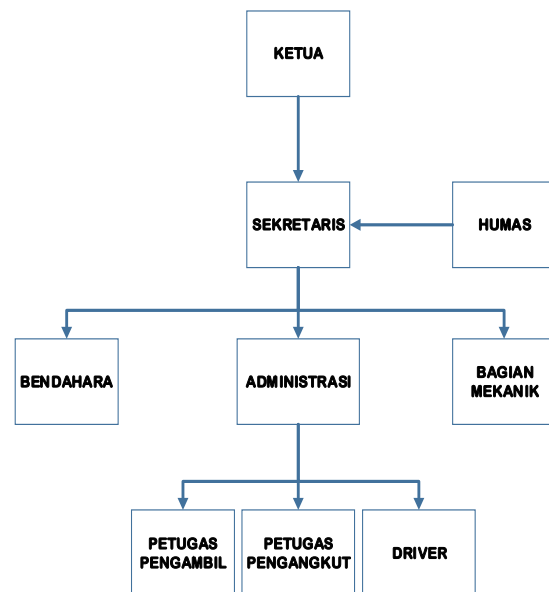 KETUA
SEKRETARIS
HUMAS
BENDAHARA
ADMINISTRASI
BAGIAN
MEKANIK
PETUGAS
PENGAMBIL
PETUGAS
PENGANGKUT
DRIVER